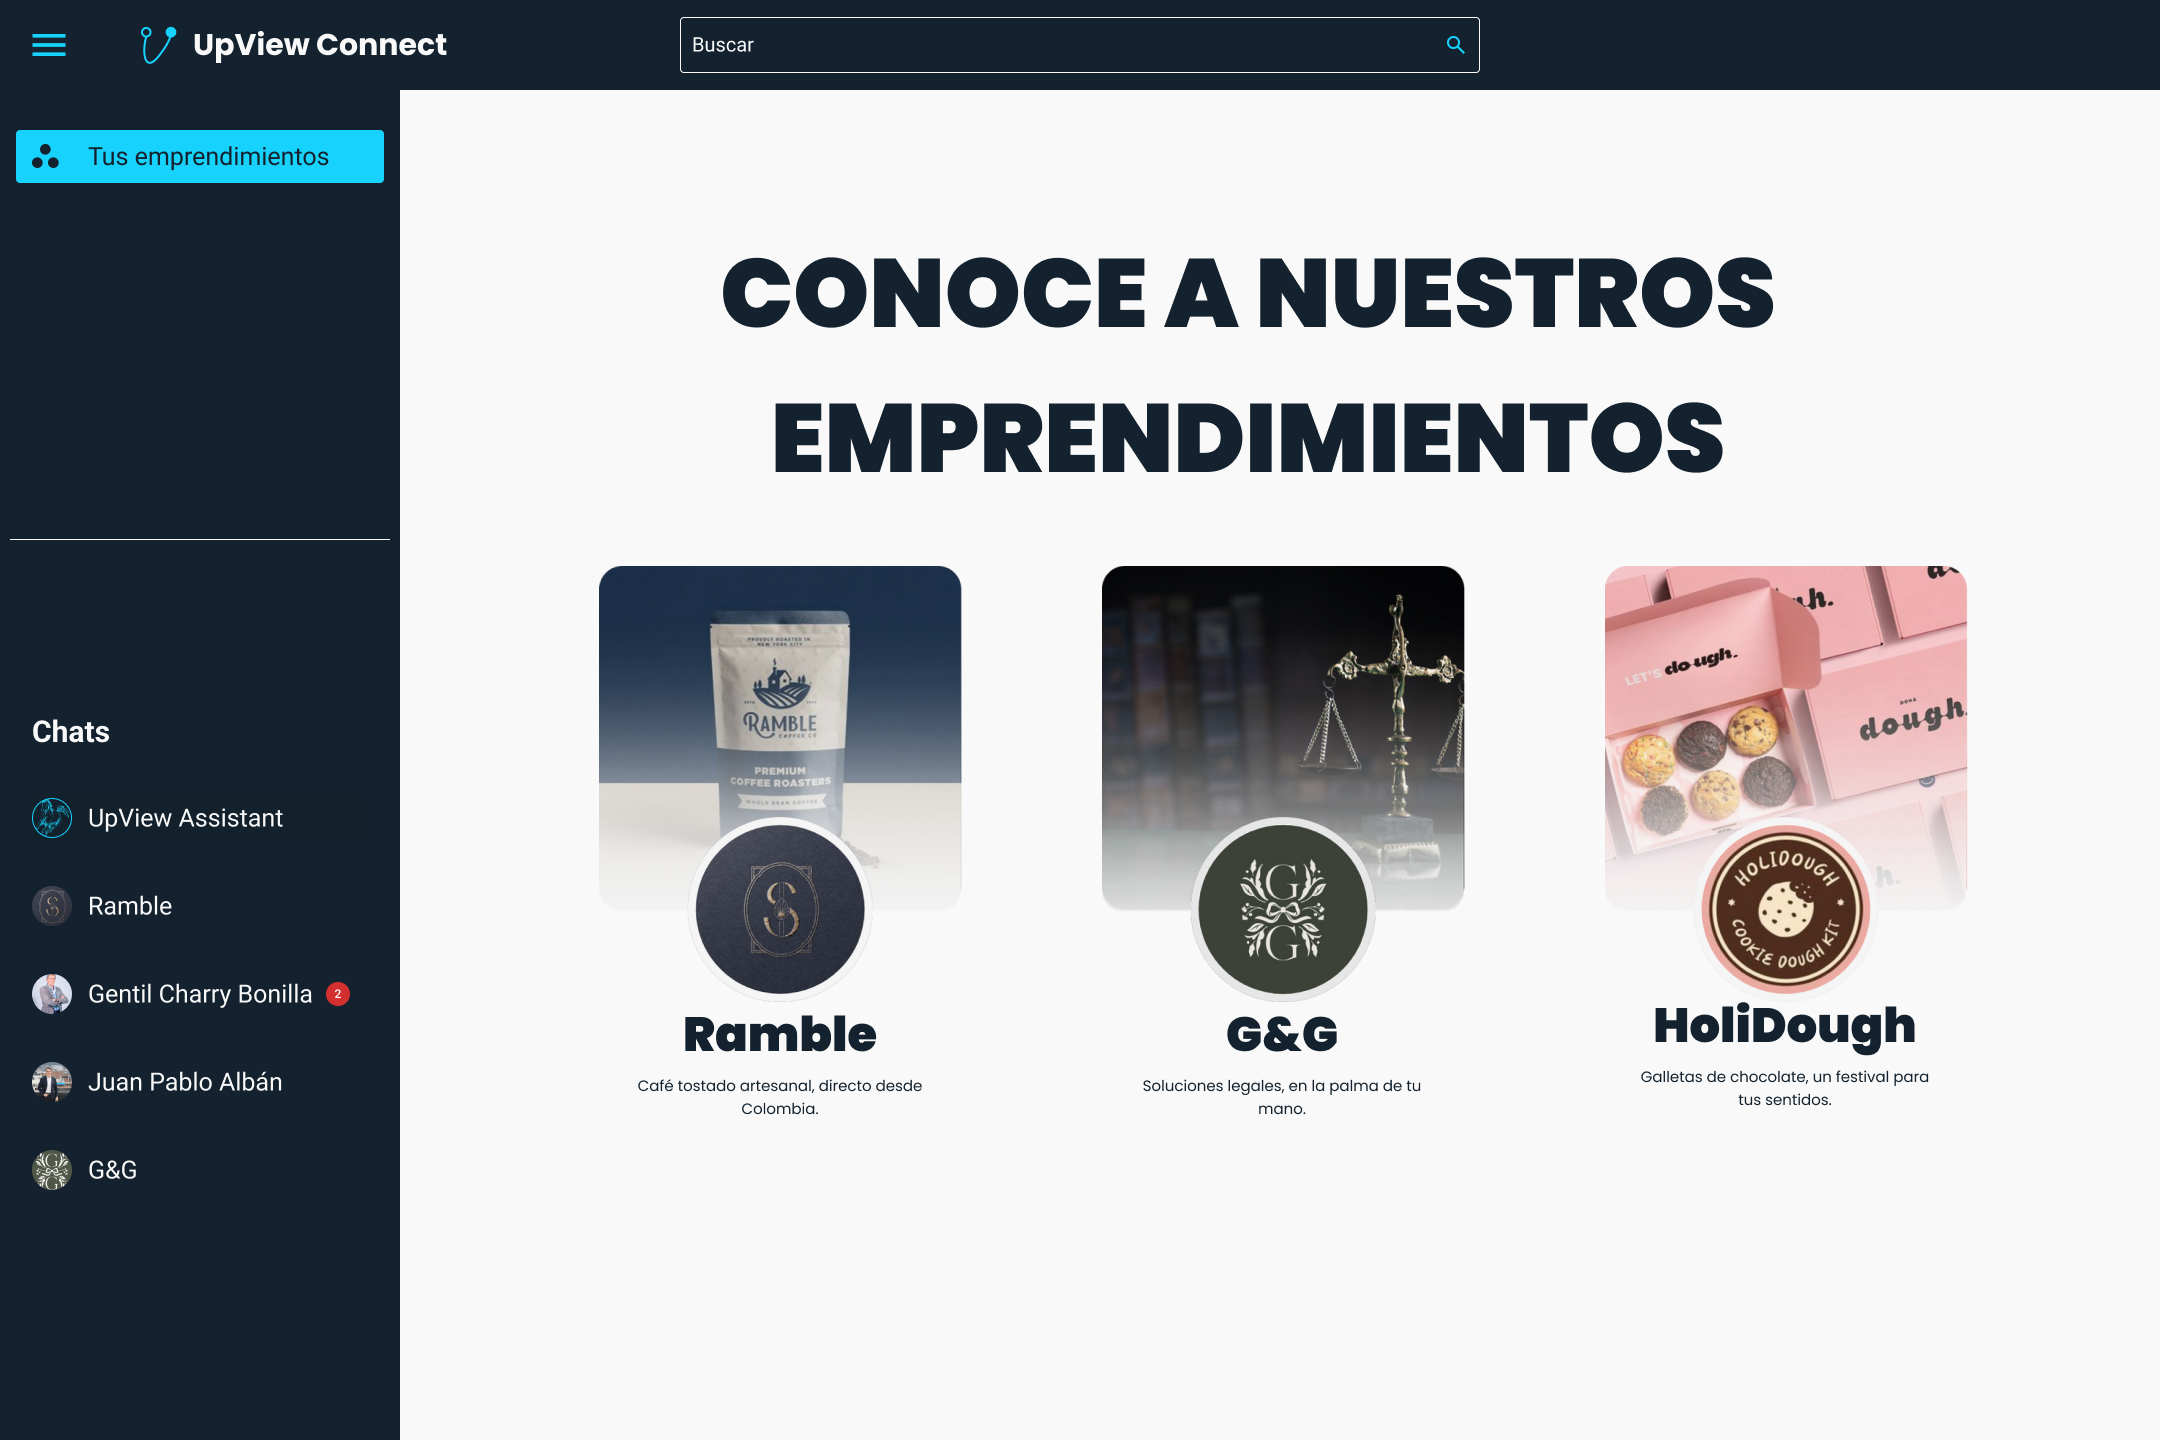 UpView Connect
Buscar
Tus emprendimientos
Chats
UpView Assistant
Ramble
Gentil Charry Bonilla 2
Juan Pablo Albán
G&G
CONOCE A NUESTROS
EMPRENDIMIENTOS
PROUDLY ROASTED IN
NEW YORK CITY
RAMBLE
COFFEE CO
PREMIUM
COFFEE ROASTERS
WHOLE BEAN COFFEE
S
Ramble
Café tostado artesanal, directo desde
Colombia.
G
G
G&G
Soluciones legales, en la palma de tu
mano.
LET'S dough.
DOHA
dough.
HOLIDOUGH
COOKIE DOUGH KIT
HoliDough
Galletas de chocolate, un festival para
tus sentidos.